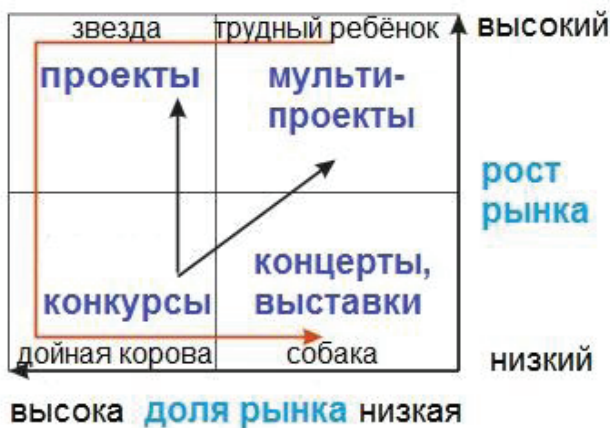 звезда трудный ребёнок высокий
проекты мульти-
проекты
рост
рынка
концерты,
конкурсы выставки
дойная корова собака низкий
высока доля рынка низкая